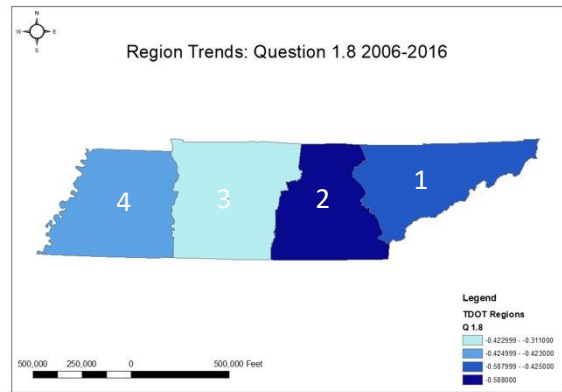 N
W E
S
Region Trends: Question 1.8 2006-2016
4 3 2 1
Legend
TDOT Regions
Q 1.8
-0.422999 - -0.311000
-0.424999 - -0.423000
-0.587999 - -0.425000
-0.588000
500,000 250,000 0 500,000 Feet